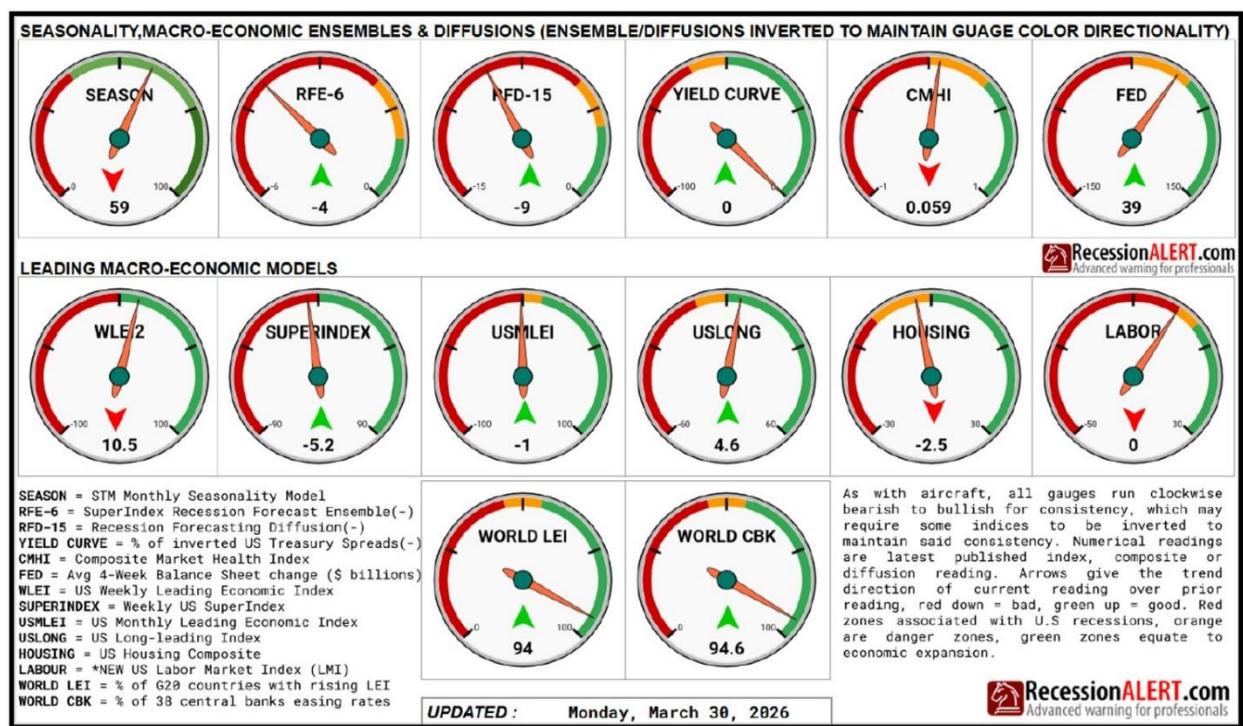 SEASONALITY,MACRO-ECONOMIC ENSEMBLES & DIFFUSIONS (ENSEMBLE/DIFFUSIONS INVERTED TO MAINTAIN GUAGE COLOR DIRECTIONALITY)
SEASON
0 100
59
RFE-6
-6 0
-4
RFD-15
-15 0
-9
YIELD CURVE
-100 0
0
CMHI
-1 1
0.059
FED
-150 150
39
RecessionALERT.com
Advanced warning for professionals
LEADING MACRO-ECONOMIC MODELS
WLEI2
-100 100
10.5
SUPERINDEX
-90 90
-5.2
USMLEI
-100 100
-1
USLONG
-60 60
4.6
HOUSING
-30 30
-2.5
LABOR
-50 30
0
SEASON = STM Monthly Seasonality Model
RFE-6 = SuperIndex Recession Forecast Ensemble(-)
RFD-15 = Recession Forecasting Diffusion(-)
YIELD CURVE = % of inverted US Treasury Spreads(-)
CMHI = Composite Market Health Index
FED = Avg 4-Week Balance Sheet change ($ billions)
WLEI = US Weekly Leading Economic Index
SUPERINDEX = Weekly US SuperIndex
USMLEI = US Monthly Leading Economic Index
USLONG = US Long-leading Index
HOUSING = US Housing Composite
LABOUR = *NEW US Labor Market Index (LMI)
WORLD LEI = % of G20 countries with rising LEI
WORLD CBK = % of 38 central banks easing rates
WORLD LEI
0 100
94
WORLD CBK
0 100
94.6
As with aircraft, all gauges run clockwise
bearish to bullish for consistency, which may
require some indices to be inverted to
maintain said consistency. Numerical readings
are latest published index, composite or
diffusion reading. Arrows give the trend
direction of current reading over prior
reading, red down = bad, green up = good. Red
zones associated with U.S recessions, orange
are danger zones, green zones equate to
economic expansion.
UPDATED : Monday, March 30, 2026
RecessionALERT.com
Advanced warning for professionals